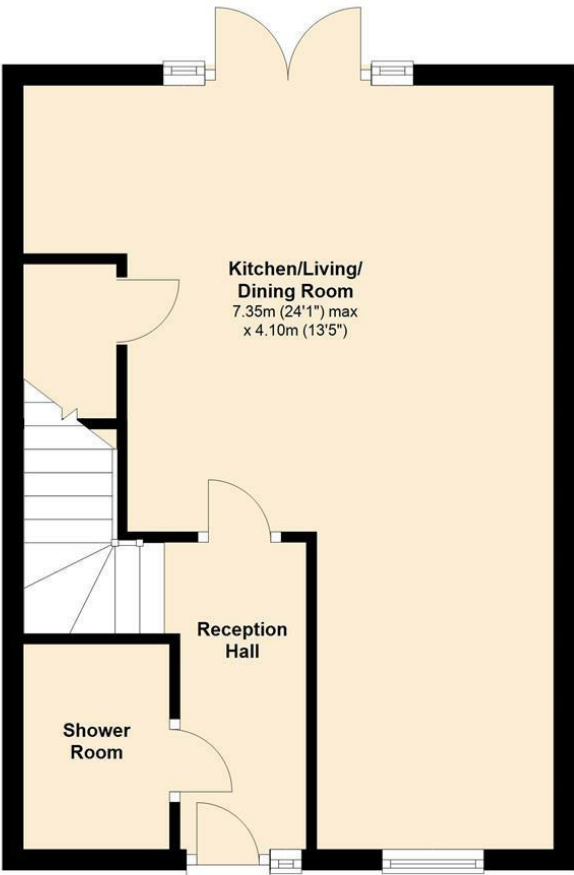 Kitchen/Living/
Dining Room
7.35m (24'1") max
x 4.10m (13'5")
Reception
Hall
Shower
Room